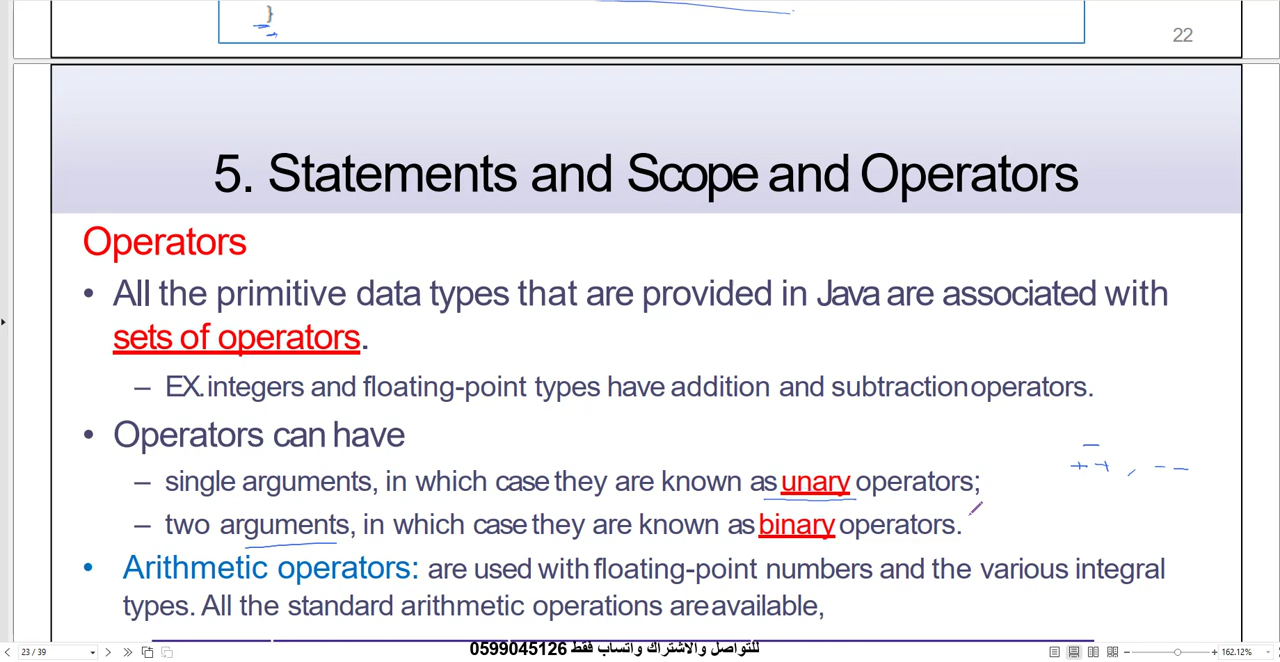 }
22
5. Statements and Scope and Operators
Operators
• All the primitive data types that are provided in Java are associated with
sets of operators.
– EX. integers and floating-point types have addition and subtraction operators.
• Operators can have
– single arguments, in which case they are known as unary operators;
– two arguments, in which case they are known as binary operators.
-
++ , --
• Arithmetic operators: are used with floating-point numbers and the various integral
types. All the standard arithmetic operations are available,
للتواصل والاشتراك واتساب فقط 0599045126
23 / 39
162.12%